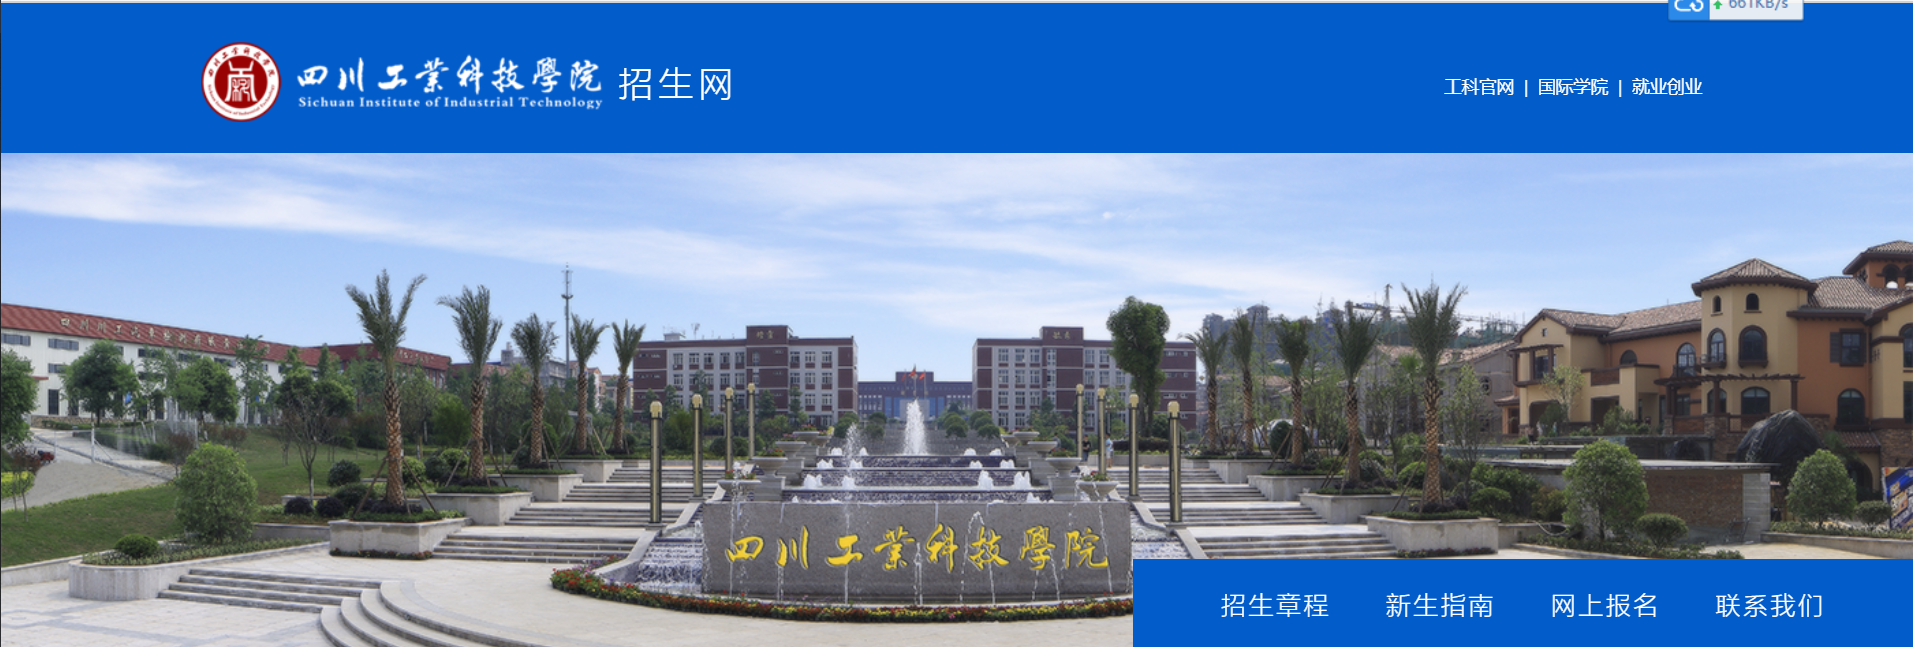 661KB/s
四川工業科技學院 招生网
Sichuan Institute of Industrial Technology
工科官网 | 国际学院 | 就业创业
四川工業科技學院
招生章程 新生指南 网上报名 联系我们